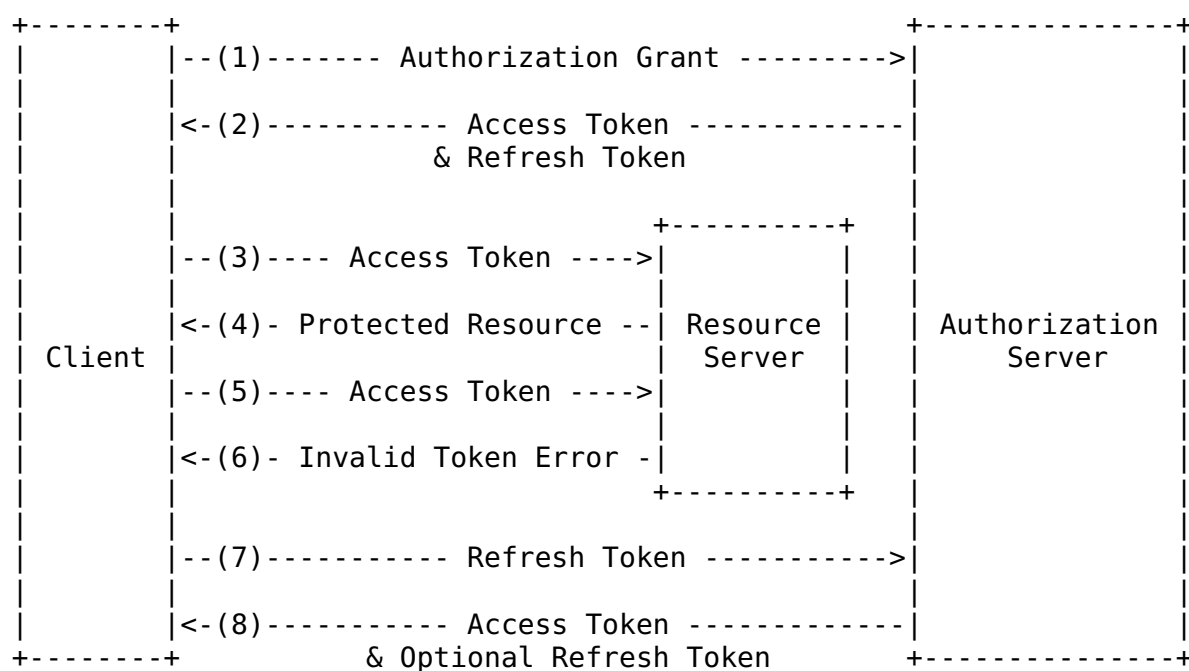 --(1)------- Authorization Grant --------->
<-(2)----------- Access Token -------------
& Refresh Token
--(3)---- Access Token ---->
<-(4)- Protected Resource --| Resource | Authorization
Client Server Server
--(5)---- Access Token ---->
<-(6)- Invalid Token Error -
--(7)----------- Refresh Token ----------->
<-(8)----------- Access Token -------------
& Optional Refresh Token